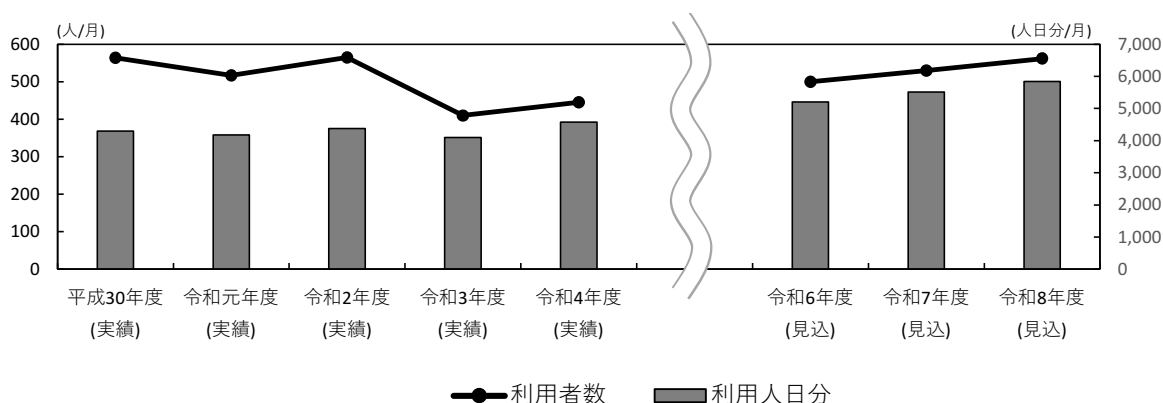 (人/月)
(人日分/月)
600
500
400
300
200
100
0
7,000
6,000
5,000
4,000
3,000
2,000
1,000
0
平成30年度
(実績)
令和元年度
(実績)
令和2年度
(実績)
令和3年度
(実績)
令和4年度
(実績)
令和6年度
(見込)
令和7年度
(見込)
令和8年度
(見込)
利用者数
利用人日分